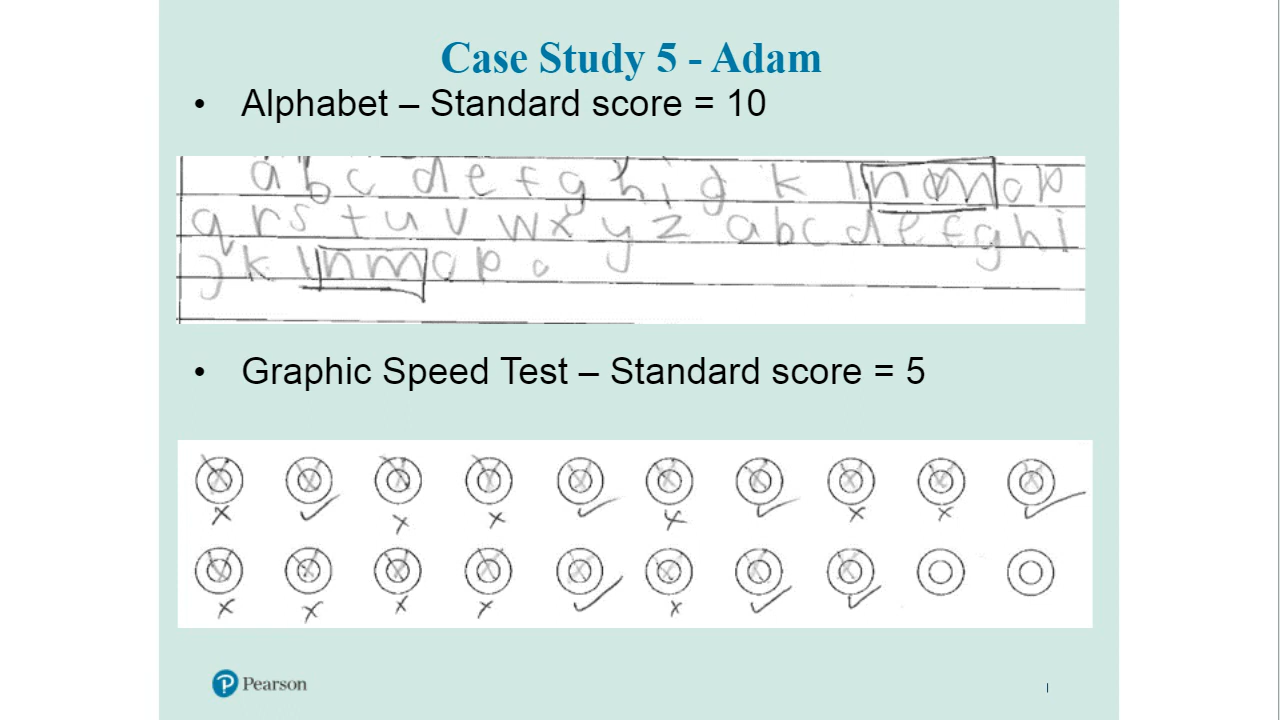 Case Study 5 - Adam
• Alphabet – Standard score = 10
a b c d e f g h i g k l n o m o p
q r s t u v w x y z a b c d e f g h i
j k l n m o p o
• Graphic Speed Test – Standard score = 5
Pearson